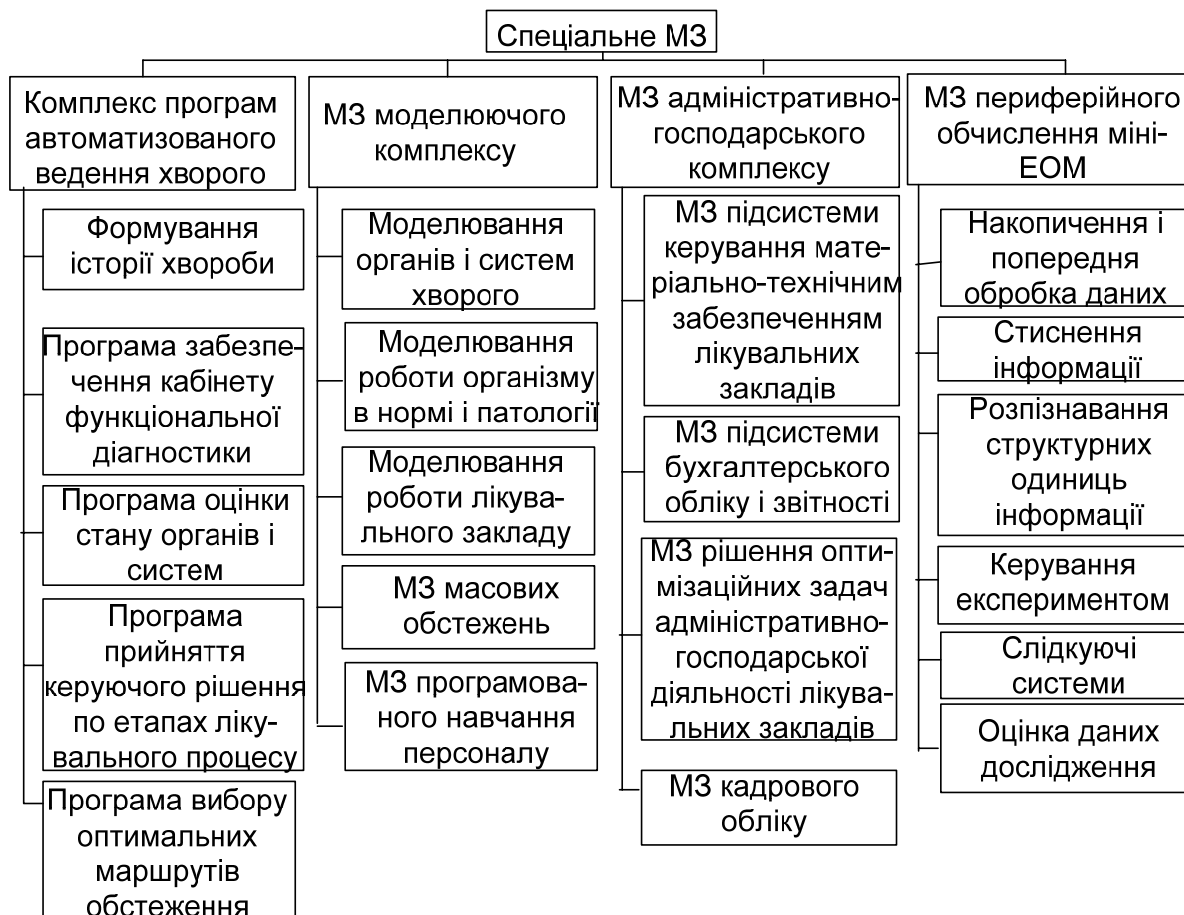 Спеціальне МЗ
Комплекс програм
автоматизованого
ведення хворого
Формування
історії хвороби
Програма забезпе-
чення кабінету
функціональної
діагностики
Програма оцінки
стану органів і
систем
Програма
прийняття
керуючого рішення
по етапах ліку-
вального процесу
Програма вибору
оптимальних
маршрутів
обстеження
МЗ моделюючого
комплексу
Моделювання
органів і систем
хворого
Моделювання
роботи організму
в нормі і патології
Моделювання
роботи лікува-
льного закладу
МЗ масових
обстежень
МЗ програмова-
ного навчання
персоналу
МЗ адміністративно-
господарського
комплексу
МЗ підсистеми
керування мате-
ріально-технічним
забезпеченням
лікувальних
закладів
МЗ підсистеми
бухгалтерського
обліку і звітності
МЗ рішення опти-
мізаційних задач
адміністративно-
господарської
діяльності лікува-
льних закладів
МЗ кадрового
обліку
МЗ периферійного
обчислення міні-
ЕОМ
Накопичення і
попередня
обробка даних
Стиснення
інформації
Розпізнавання
структурних
одиниць
інформації
Керування
експериментом
Слідкуючі
системи
Оцінка даних
дослідження